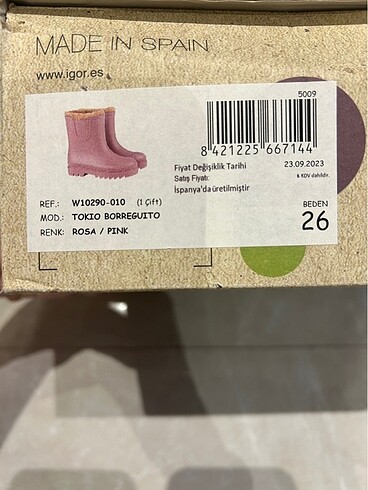 MADE IN SPAIN
www.igor.es
5009
8 421225 667144
Fiyat Değişiklik Tarihi 23.09.2023
Satış Fiyatı: ₺ KDV dahildir.
İspanya'da üretilmiştir
REF.: W10290-010 (1 Çift)
MOD.: TOKIO BORREGUITO
RENK: ROSA / PINK
BEDEN
26